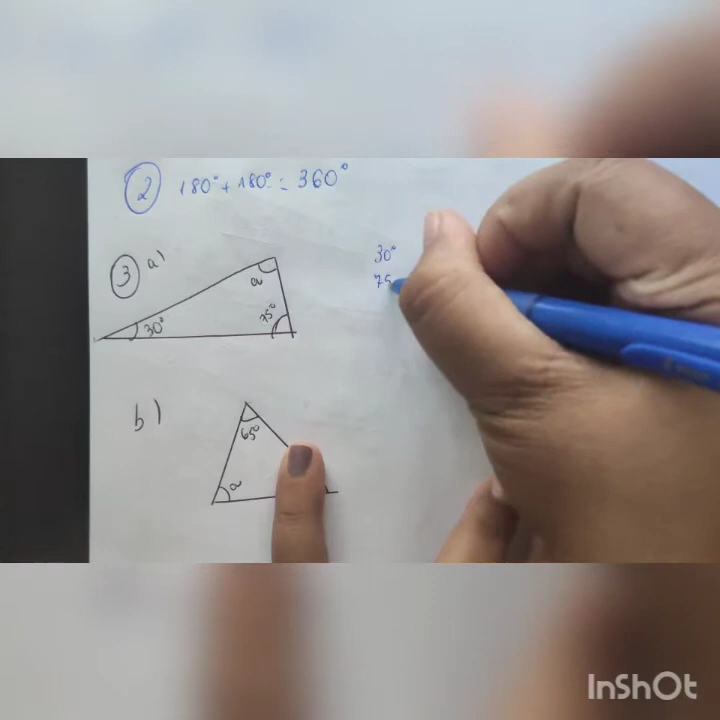 2 180° + 180° = 360°
3 a)
a
30° 75°
30°
75
b)
65°
a
InShOt